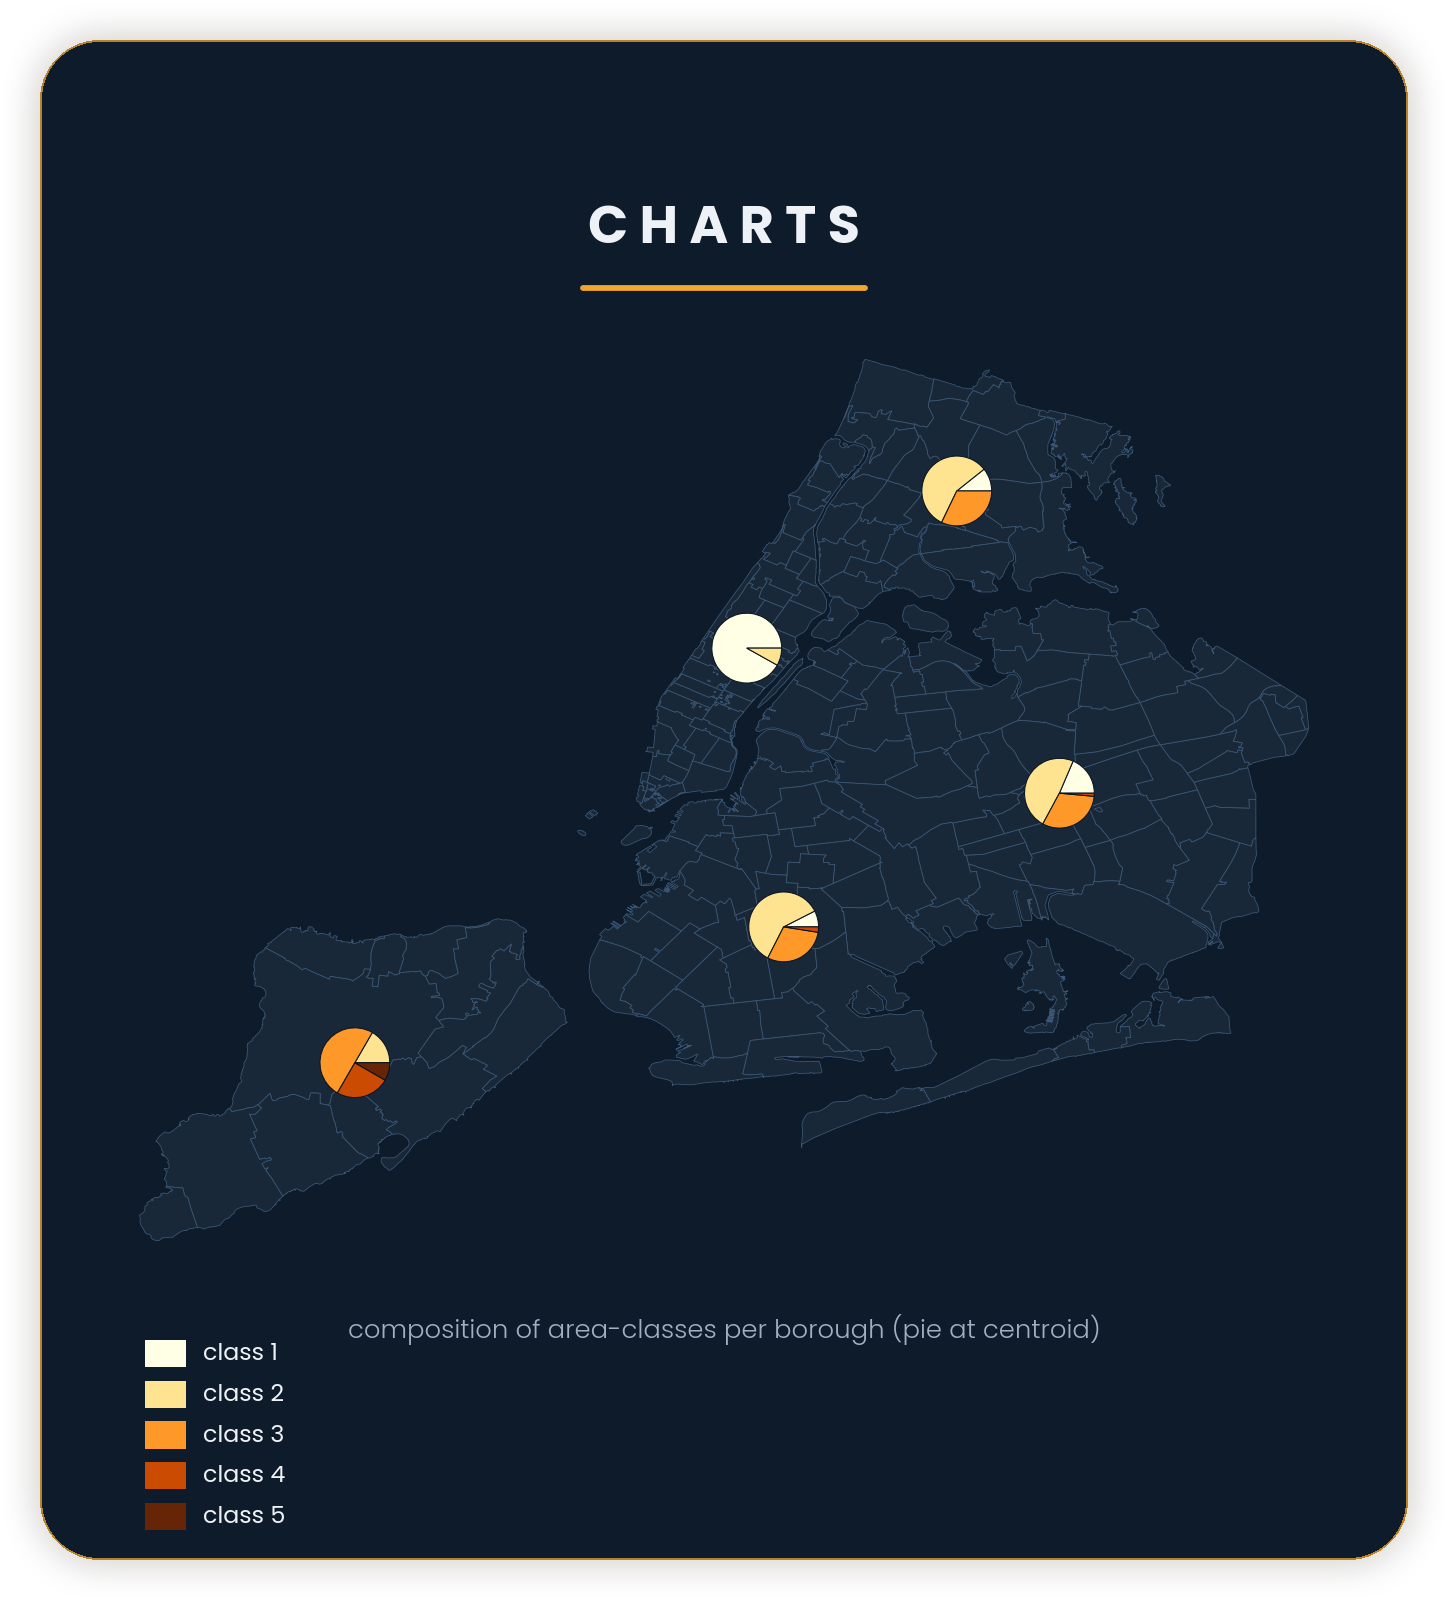 CHARTS
composition of area-classes per borough (pie at centroid)
class 1
class 2
class 3
class 4
class 5